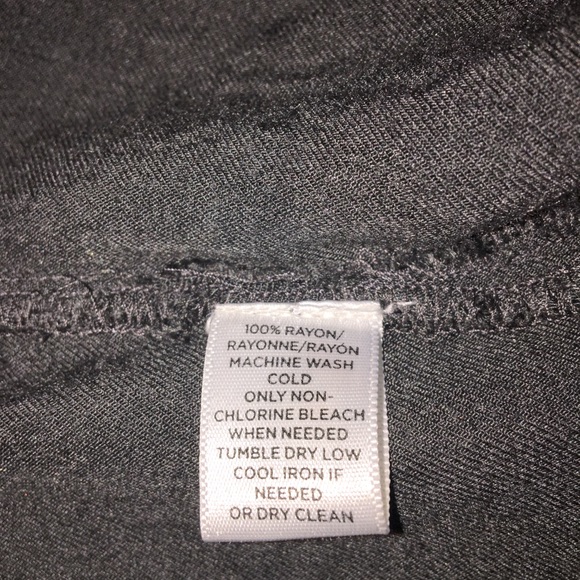 100% RAYON/
RAYONNE/RAYÓN
MACHINE WASH
COLD
ONLY NON-
CHLORINE BLEACH
WHEN NEEDED
TUMBLE DRY LOW
COOL IRON IF
NEEDED
OR DRY CLEAN